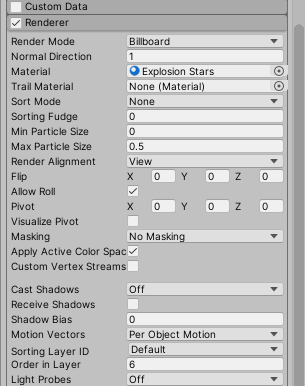 Custom Data
Renderer
Render Mode Billboard
Normal Direction 1
Material Explosion Stars
Trail Material None (Material)
Sort Mode None
Sorting Fudge 0
Min Particle Size 0
Max Particle Size 0.5
Render Alignment View
Flip X 0 Y 0 Z 0
Allow Roll
Pivot X 0 Y 0 Z 0
Visualize Pivot
Masking No Masking
Apply Active Color Spac
Custom Vertex Streams
Cast Shadows Off
Receive Shadows
Shadow Bias 0
Motion Vectors Per Object Motion
Sorting Layer ID Default
Order in Layer 6
Light Probes Off